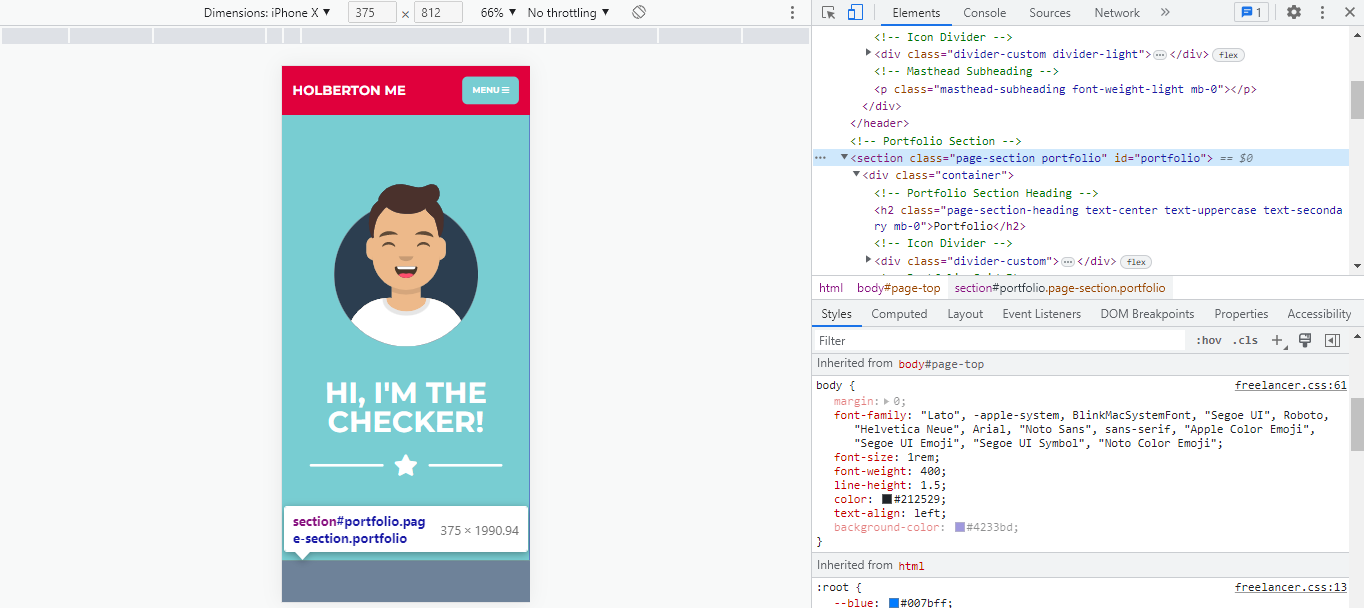 Dimensions: iPhone X ▼ 375 × 812 66% ▼ No throttling ▼
HOLBERTON ME
MENU
HI, I'M THE
CHECKER!
section#portfolio.pag
e-section.portfolio
375 × 1990.94
Elements Console Sources Network » 1
<!-- Icon Divider -->
<div class="divider-custom divider-light">…</div> flex
<!-- Masthead Subheading -->
<p class="masthead-subheading font-weight-light mb-0"></p>
</div>
</header>
<!-- Portfolio Section -->
<section class="page-section portfolio" id="portfolio"> == $0
<div class="container">
<!-- Portfolio Section Heading -->
<h2 class="page-section-heading text-center text-uppercase text-seconda
ry mb-0">Portfolio</h2>
<!-- Icon Divider -->
<div class="divider-custom">…</div> flex
html body#page-top section#portfolio.page-section.portfolio
Styles Computed Layout Event Listeners DOM Breakpoints Properties Accessibility
Filter :hov .cls +
Inherited from body#page-top
body { freelancer.css:61
margin: 0;
font-family: "Lato", -apple-system, BlinkMacSystemFont, "Segoe UI", Roboto,
"Helvetica Neue", Arial, "Noto Sans", sans-serif, "Apple Color Emoji",
"Segoe UI Emoji", "Segoe UI Symbol", "Noto Color Emoji";
font-size: 1rem;
font-weight: 400;
line-height: 1.5;
color: #212529;
text-align: left;
background-color: #4233bd;
}
Inherited from html
:root { freelancer.css:13
--blue: #007bff;